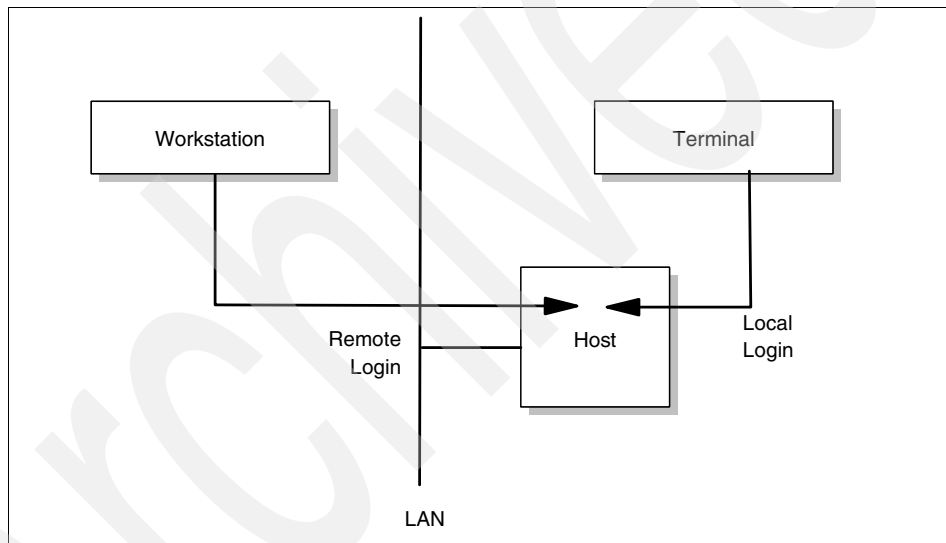 Workstation
Terminal
Remote
Login
Host
Local
Login
LAN